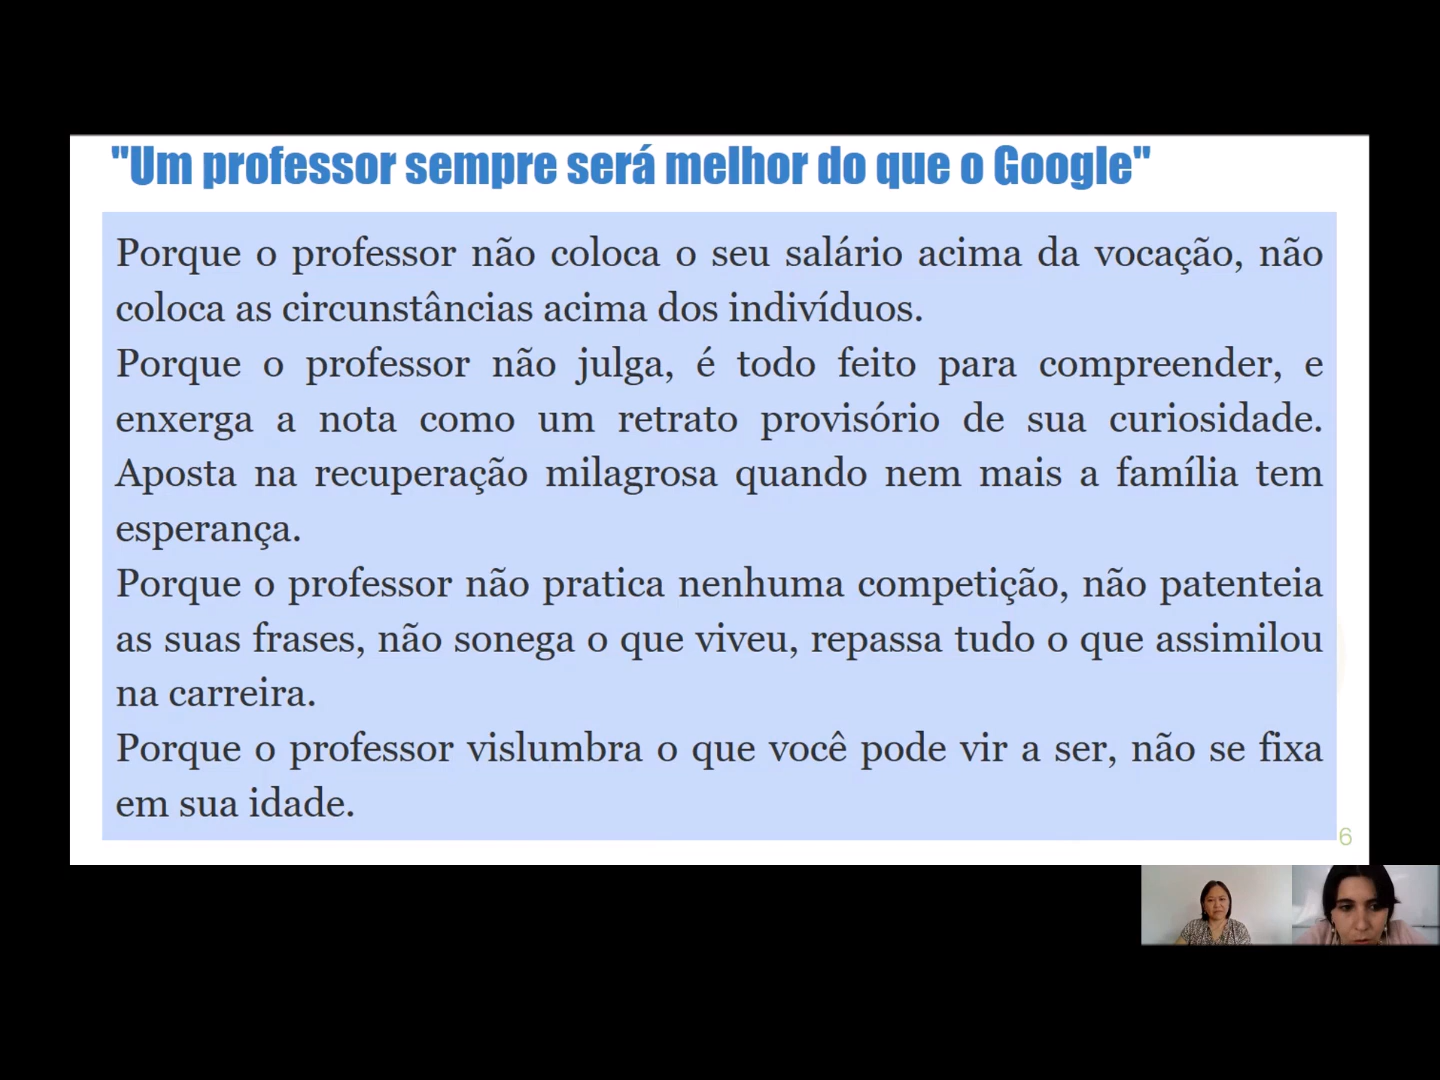 "Um professor sempre será melhor do que o Google"
Porque o professor não coloca o seu salário acima da vocação, não
coloca as circunstâncias acima dos indivíduos.
Porque o professor não julga, é todo feito para compreender, e
enxerga a nota como um retrato provisório de sua curiosidade.
Aposta na recuperação milagrosa quando nem mais a família tem
esperança.
Porque o professor não pratica nenhuma competição, não patenteia
as suas frases, não sonega o que viveu, repassa tudo o que assimilou
na carreira.
Porque o professor vislumbra o que você pode vir a ser, não se fixa
em sua idade.
6